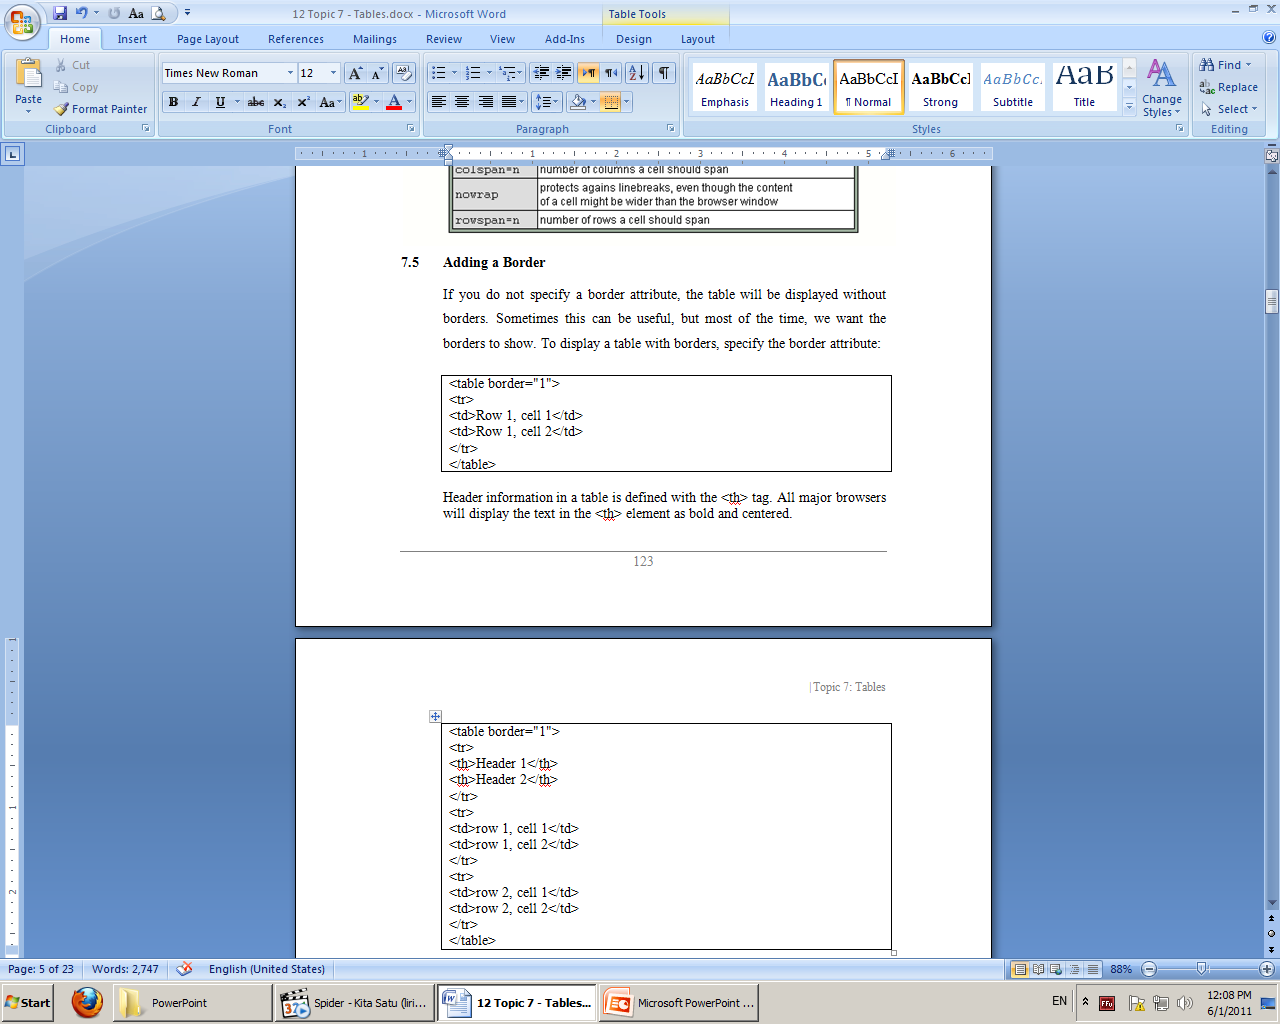 12 Topic 7 - Tables.docx - Microsoft Word
Table Tools
Home Insert Page Layout References Mailings Review View Add-Ins Design Layout
Paste
Cut
Copy
Format Painter
Clipboard
Times New Roman 12
Font
Paragraph
AaBbCcI Emphasis
AaBbC Heading 1
AaBbCcI ¶ Normal
AaBbCcI Strong
AaBbCc. Subtitle
AaB Title
Change Styles
Styles
Find
Replace
Select
Editing
1 1 2 3 4 5 6
colspan=n number of columns a cell should span
nowrap protects agains linebreaks, even though the content
of a cell might be wider than the browser window
rowspan=n number of rows a cell should span
7.5 Adding a Border
If you do not specify a border attribute, the table will be displayed without
borders. Sometimes this can be useful, but most of the time, we want the
borders to show. To display a table with borders, specify the border attribute:
<table border="1">
<tr>
<td>Row 1, cell 1</td>
<td>Row 1, cell 2</td>
</tr>
</table>
Header information in a table is defined with the <th> tag. All major browsers
will display the text in the <th> element as bold and centered.
123
Topic 7: Tables
<table border="1">
<tr>
<th>Header 1</th>
<th>Header 2</th>
</tr>
<tr>
<td>row 1, cell 1</td>
<td>row 1, cell 2</td>
</tr>
<tr>
<td>row 2, cell 1</td>
<td>row 2, cell 2</td>
</tr>
</table>
Page: 5 of 23 Words: 2,747 English (United States) 88%
Start PowerPoint Spider - Kita Satu (liri... 12 Topic 7 - Tables... Microsoft PowerPoint ... EN 12:08 PM
6/1/2011